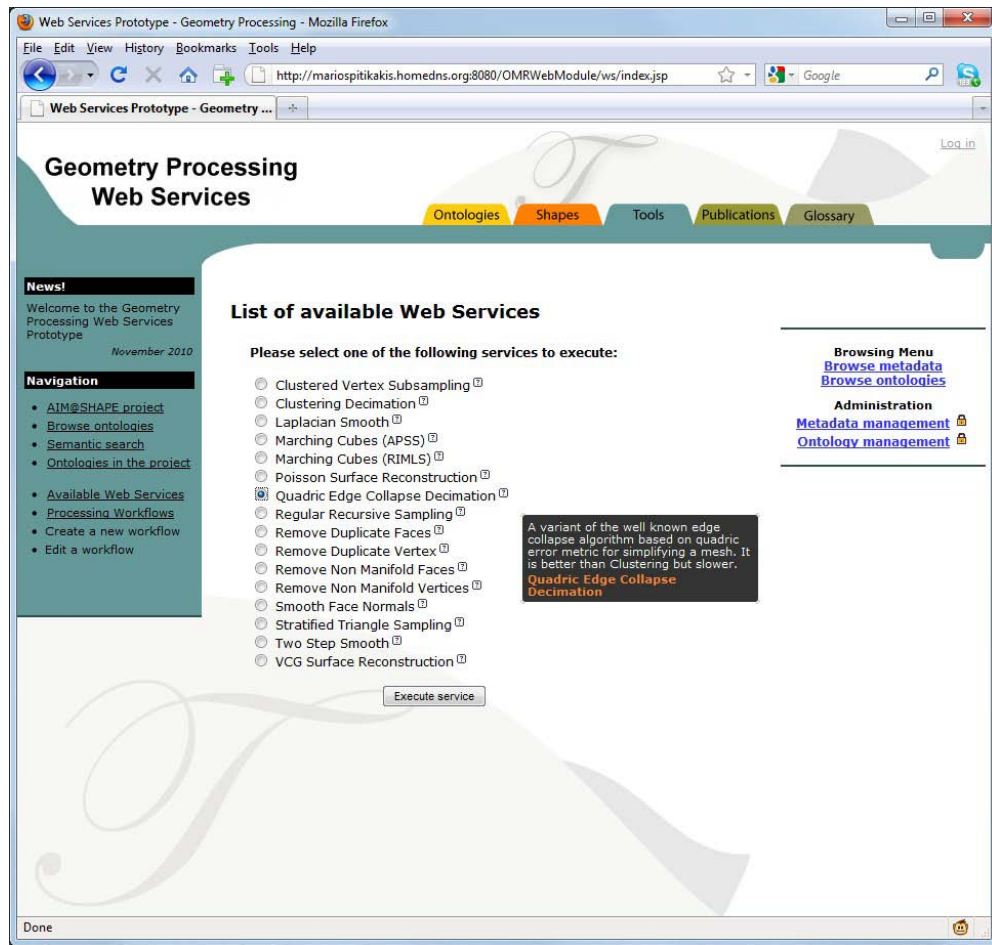 Web Services Prototype - Geometry Processing - Mozilla Firefox
File Edit View History Bookmarks Tools Help
http://mariospitikakis.homedns.org:8080/OMRWebModule/ws/index.jsp
Google
Web Services Prototype - Geometry ...
Log in
Geometry Processing
Web Services
Ontologies Shapes Tools Publications Glossary
News!
Welcome to the Geometry
Processing Web Services
Prototype
November 2010
Navigation
• AIM@SHAPE project
• Browse ontologies
• Semantic search
• Ontologies in the project
• Available Web Services
• Processing Workflows
• Create a new workflow
• Edit a workflow
List of available Web Services
Please select one of the following services to execute:
Clustered Vertex Subsampling ?
Clustering Decimation ?
Laplacian Smooth ?
Marching Cubes (APSS) ?
Marching Cubes (RIMLS) ?
Poisson Surface Reconstruction ?
Quadric Edge Collapse Decimation ?
Regular Recursive Sampling ?
Remove Duplicate Faces ?
Remove Duplicate Vertex ?
Remove Non Manifold Faces ?
Remove Non Manifold Vertices ?
Smooth Face Normals ?
Stratified Triangle Sampling ?
Two Step Smooth ?
VCG Surface Reconstruction ?
A variant of the well known edge
collapse algorithm based on quadric
error metric for simplifying a mesh. It
is better than Clustering but slower.
Quadric Edge Collapse
Decimation
Execute service
Browsing Menu
Browse metadata
Browse ontologies
Administration
Metadata management
Ontology management
Done